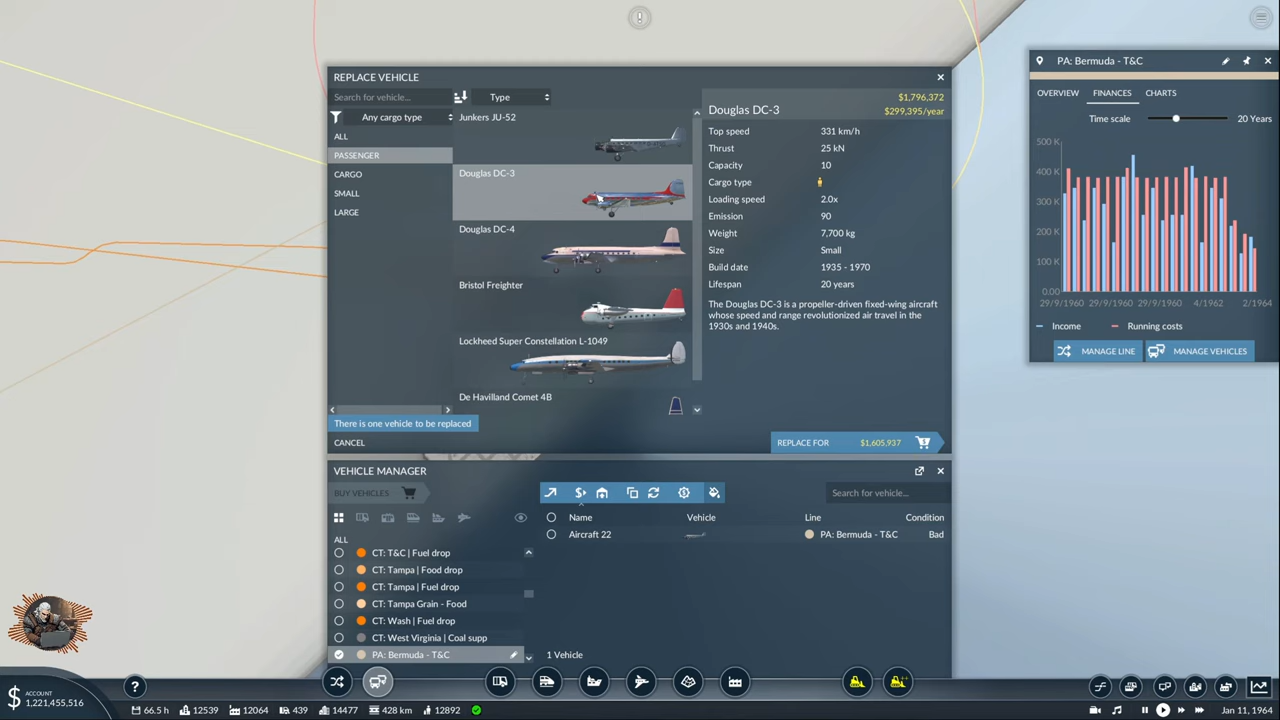 REPLACE VEHICLE
Search for vehicle...
Type
Any cargo type
ALL
PASSENGER
CARGO
SMALL
LARGE
Junkers JU-52
Douglas DC-3
Douglas DC-4
Bristol Freighter
Lockheed Super Constellation L-1049
De Havilland Comet 4B
There is one vehicle to be replaced
CANCEL
$1,796,372
Douglas DC-3
$299,395/year
Top speed 331 km/h
Thrust 25 kN
Capacity 10
Cargo type
Loading speed 2.0x
Emission 90
Weight 7,700 kg
Size Small
Build date 1935 - 1970
Lifespan 20 years
The Douglas DC-3 is a propeller-driven fixed-wing aircraft
whose speed and range revolutionized air travel in the
1930s and 1940s.
REPLACE FOR $1,605,937
PA: Bermuda - T&C
OVERVIEW FINANCES CHARTS
Time scale 20 Years
500 K
400 K
300 K
200 K
100 K
0.00
29/9/1960 29/9/1960 29/9/1960 4/1962 2/1964
Income Running costs
MANAGE LINE MANAGE VEHICLES
VEHICLE MANAGER
BUY VEHICLES
Search for vehicle...
ALL
CT: T&C | Fuel drop
CT: Tampa | Food drop
CT: Tampa | Fuel drop
CT: Tampa Grain - Food
CT: Wash | Fuel drop
CT: West Virginia | Coal supp
PA: Bermuda - T&C
Name Vehicle Line Condition
Aircraft 22 PA: Bermuda - T&C Bad
1 Vehicle
$ ACCOUNT
1,221,455,516
?
66.5 h 12539 12064 439 14477 428 km 12892
Jan 11, 1964